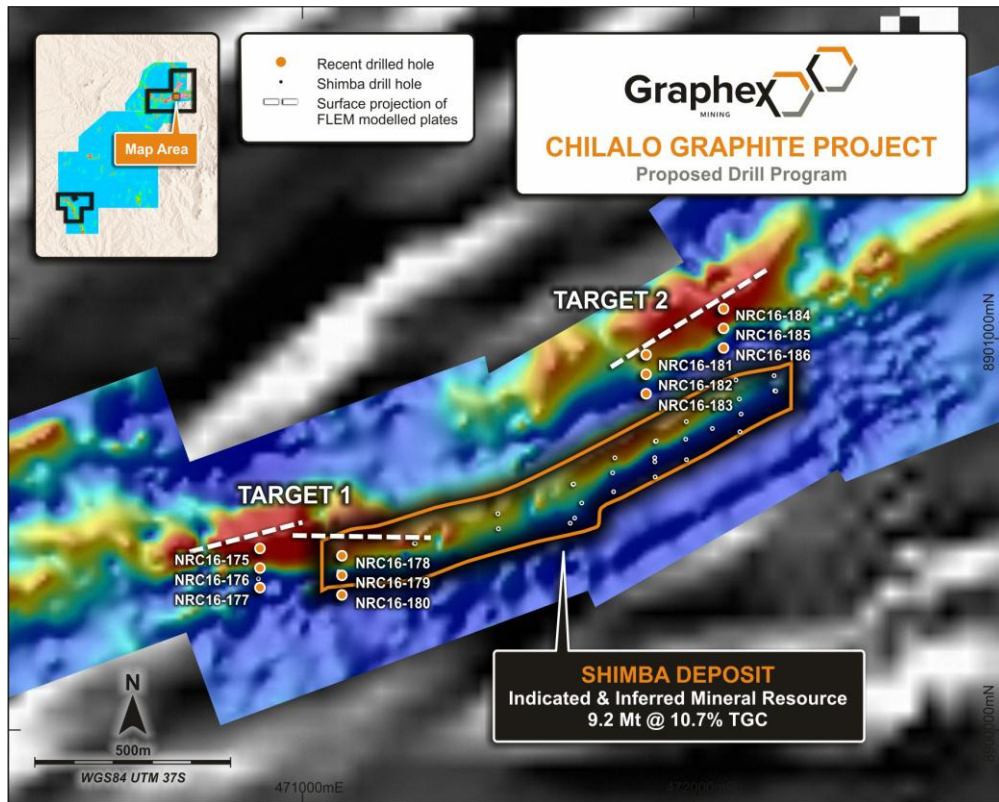 Map Area
Recent drilled hole
Shimba drill hole
Surface projection of
FLEM modelled plates
Graphex
MINING
CHILALO GRAPHITE PROJECT
Proposed Drill Program
TARGET 2
NRC16-184
NRC16-185
NRC16-186
NRC16-181
NRC16-182
NRC16-183
8901000mN
TARGET 1
NRC16-175
NRC16-176
NRC16-177
NRC16-178
NRC16-179
NRC16-180
SHIMBA DEPOSIT
Indicated & Inferred Mineral Resource
9.2 Mt @ 10.7% TGC
8900000mN
N
500m
WGS84 UTM 37S
471000mE
472000mE